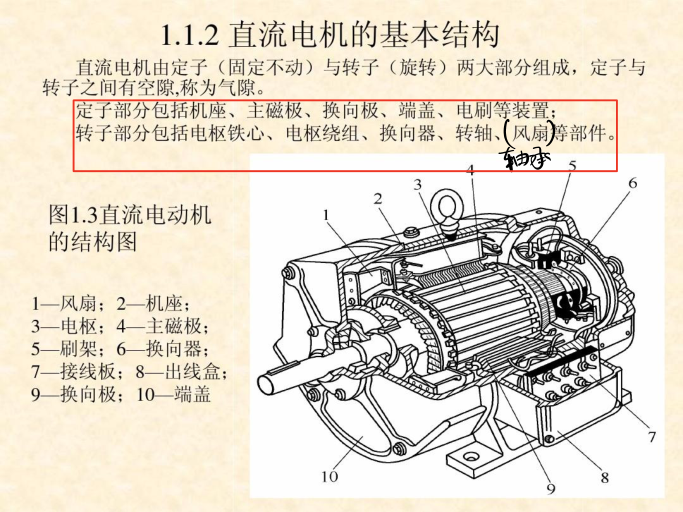 1.1.2 直流电机的基本结构
直流电机由定子（固定不动）与转子（旋转）两大部分组成，定子与
转子之间有空隙,称为气隙。
定子部分包括机座、主磁极、换向极、端盖、电刷等装置；
转子部分包括电枢铁心、电枢绕组、换向器、转轴、(风扇)等部件。
轴承
图1.3直流电动机
的结构图
1—风扇；2—机座；
3—电枢；4—主磁极；
5—刷架；6—换向器；
7—接线板；8—出线盒；
9—换向极；10—端盖
1
2
3
4
5
6
7
8
9
10